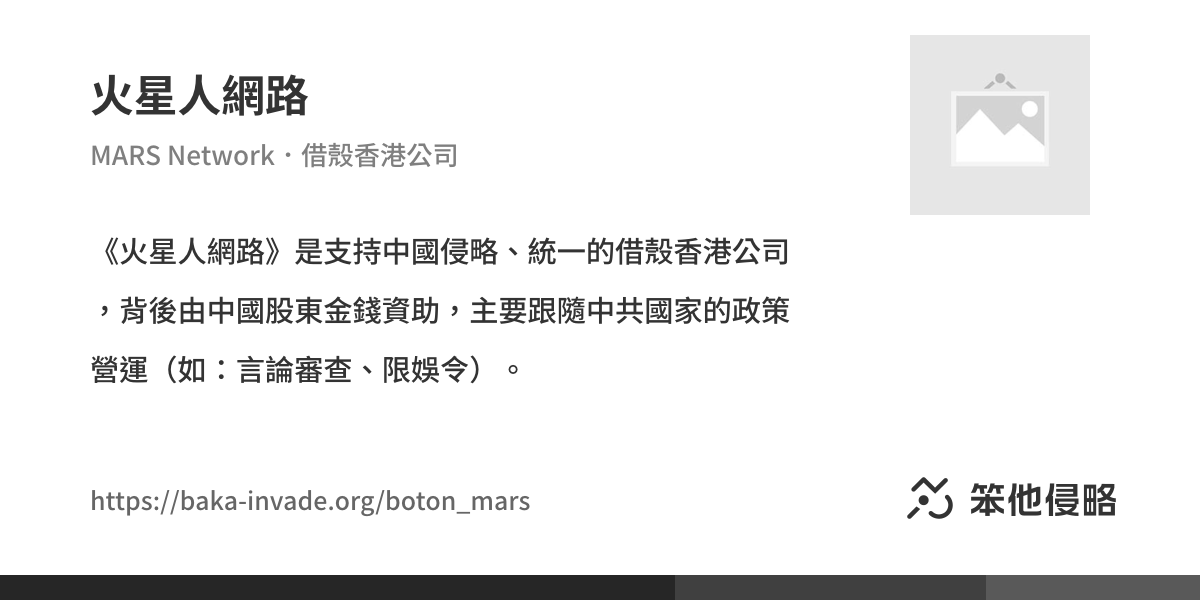 火星人網路
MARS Network・借殼香港公司
《火星人網路》是支持中國侵略、統一的借殼香港公司
，背後由中國股東金錢資助，主要跟隨中共國家的政策
營運（如：言論審查、限娛令）。
https://baka-invade.org/boton_mars
笨他侵略